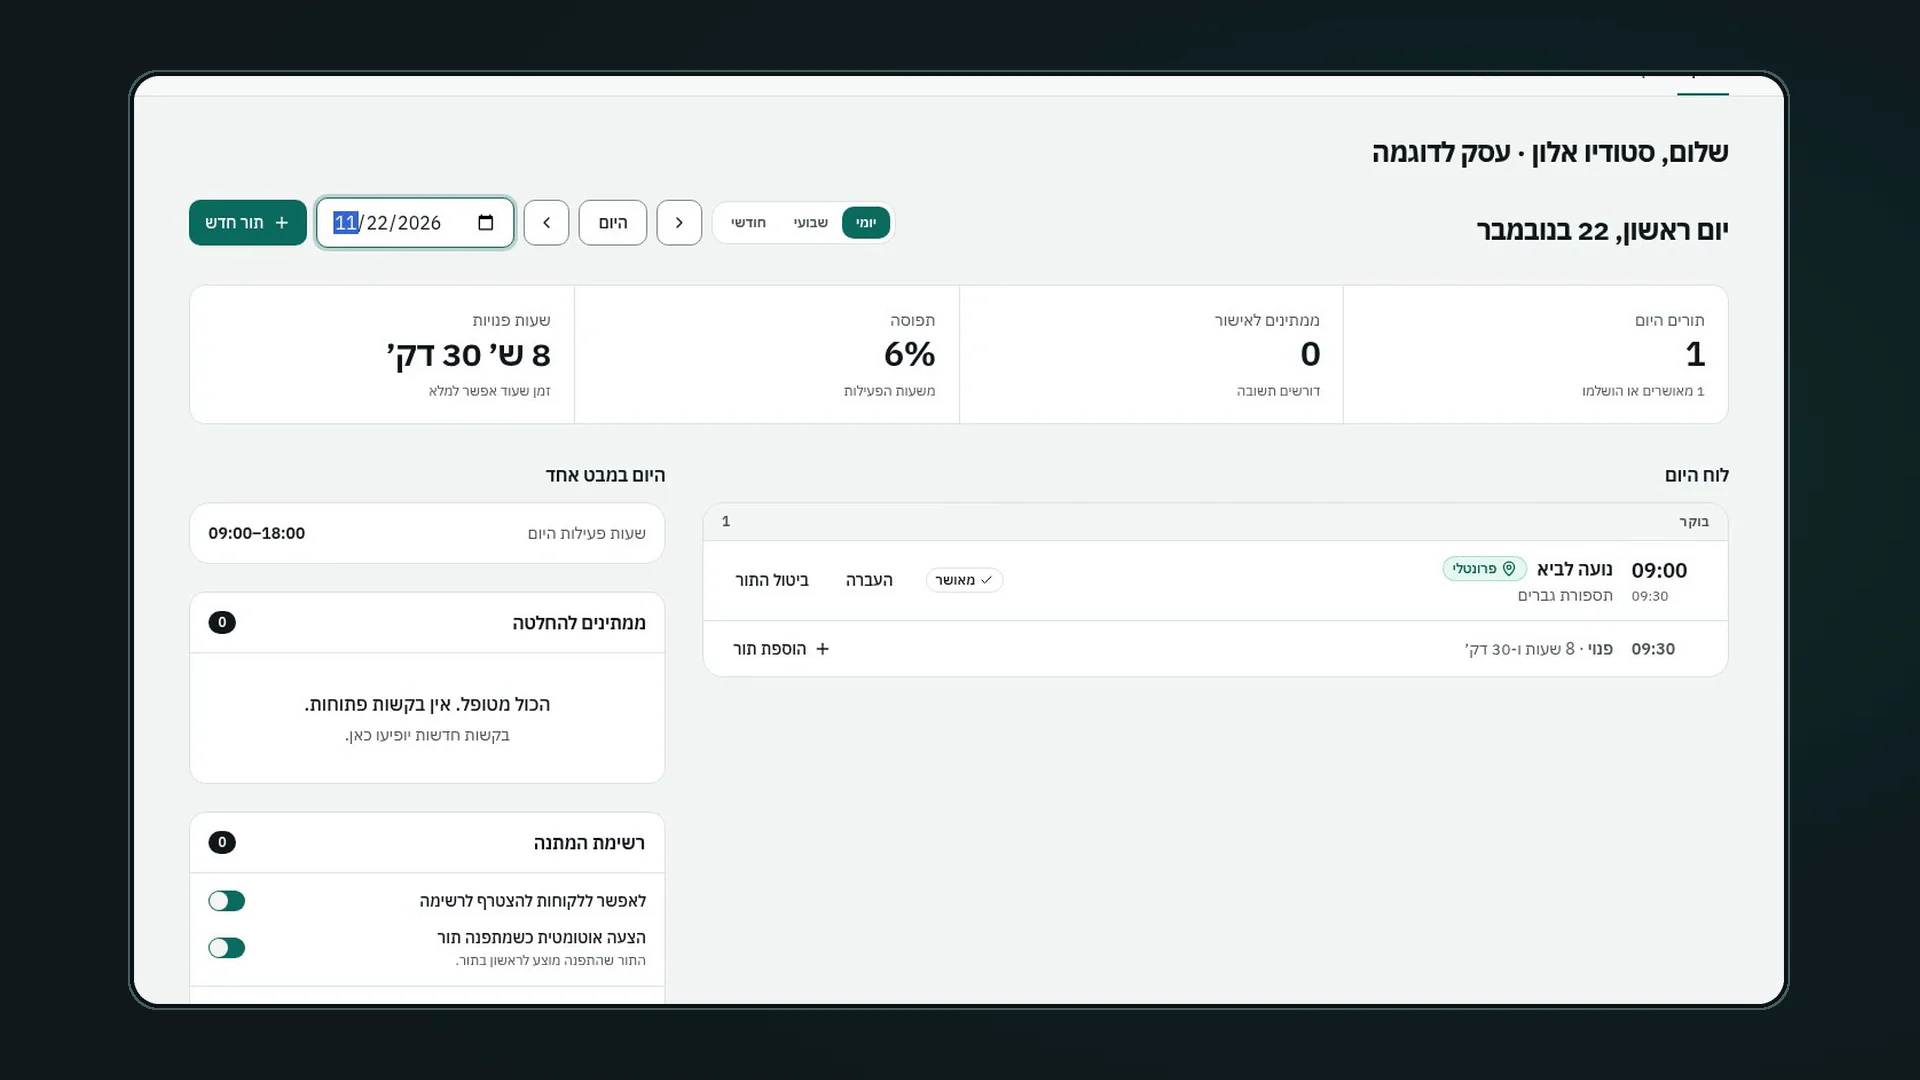 שלום, סטודיו אלון · עסק לדוגמה
יום ראשון, 22 בנובמבר
יומי
שבועי
חודשי
היום
11/22/2026
+ תור חדש
תורים היום
1
1 מאושרים או הושלמו
ממתינים לאישור
0
דורשים תשובה
תפוסה
6%
משעות הפעילות
שעות פנויות
8 ש׳ 30 דק׳
זמן שעוד אפשר למלא
לוח היום
בוקר
1
09:00
09:30
נועה לביא
פרונטלי
תספורת גברים
מאושר
העברה
ביטול התור
09:30
פנוי · 8 שעות ו-30 דק׳
+ הוספת תור
היום במבט אחד
שעות פעילות היום
09:00–18:00
ממתינים להחלטה
0
הכול מטופל. אין בקשות פתוחות.
בקשות חדשות יופיעו כאן.
רשימת המתנה
0
לאפשר ללקוחות להצטרף לרשימה
הצעה אוטומטית כשמתפנה תור
התור שהתפנה מוצע לראשון בתור.